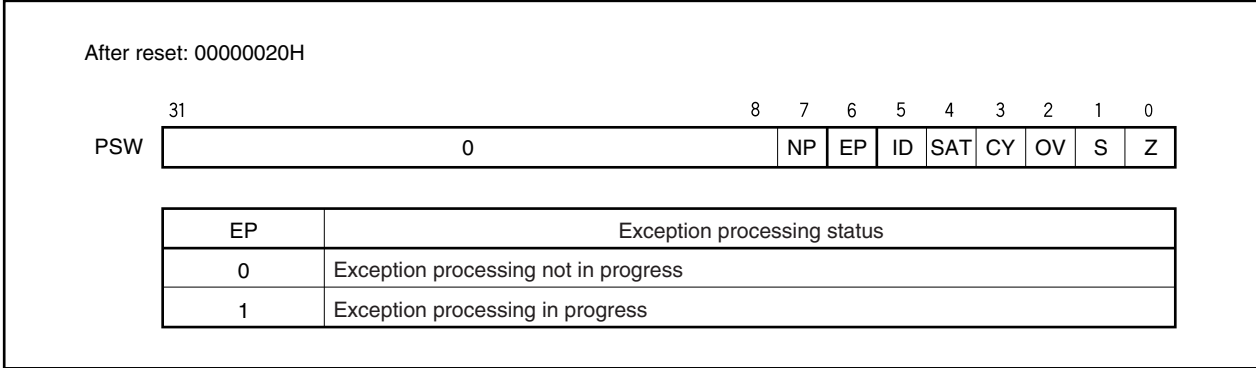 After reset: 00000020H
31 8 7 6 5 4 3 2 1 0
PSW 0 NP EP ID SAT CY OV S Z
EP Exception processing status
0 Exception processing not in progress
1 Exception processing in progress